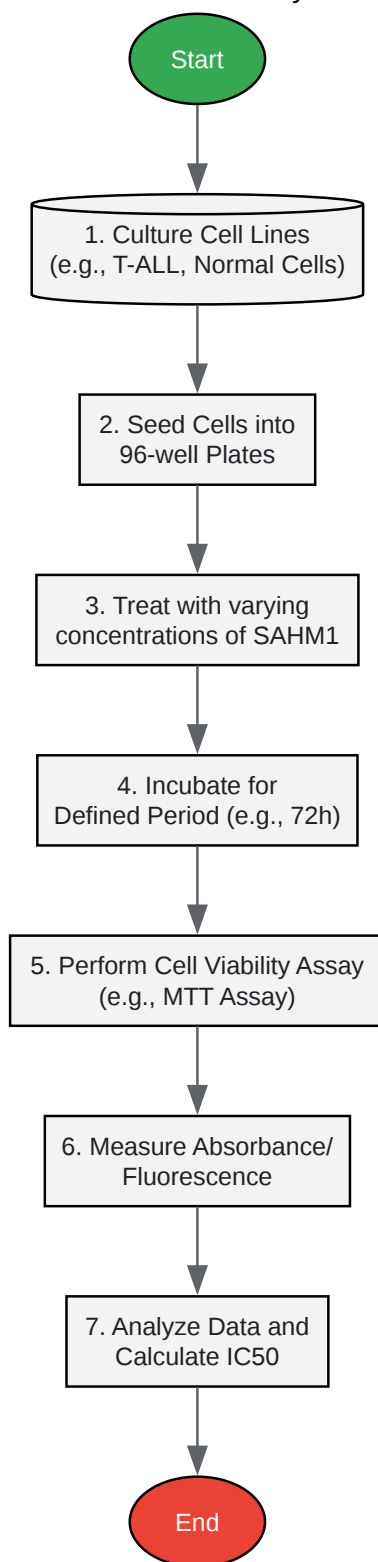 Start
1. Culture Cell Lines
(e.g., T-ALL, Normal Cells)
2. Seed Cells into
96-well Plates
3. Treat with varying
concentrations of SAHM1
4. Incubate for
Defined Period (e.g., 72h)
5. Perform Cell Viability Assay
(e.g., MTT Assay)
6. Measure Absorbance/
Fluorescence
7. Analyze Data and
Calculate IC50
End